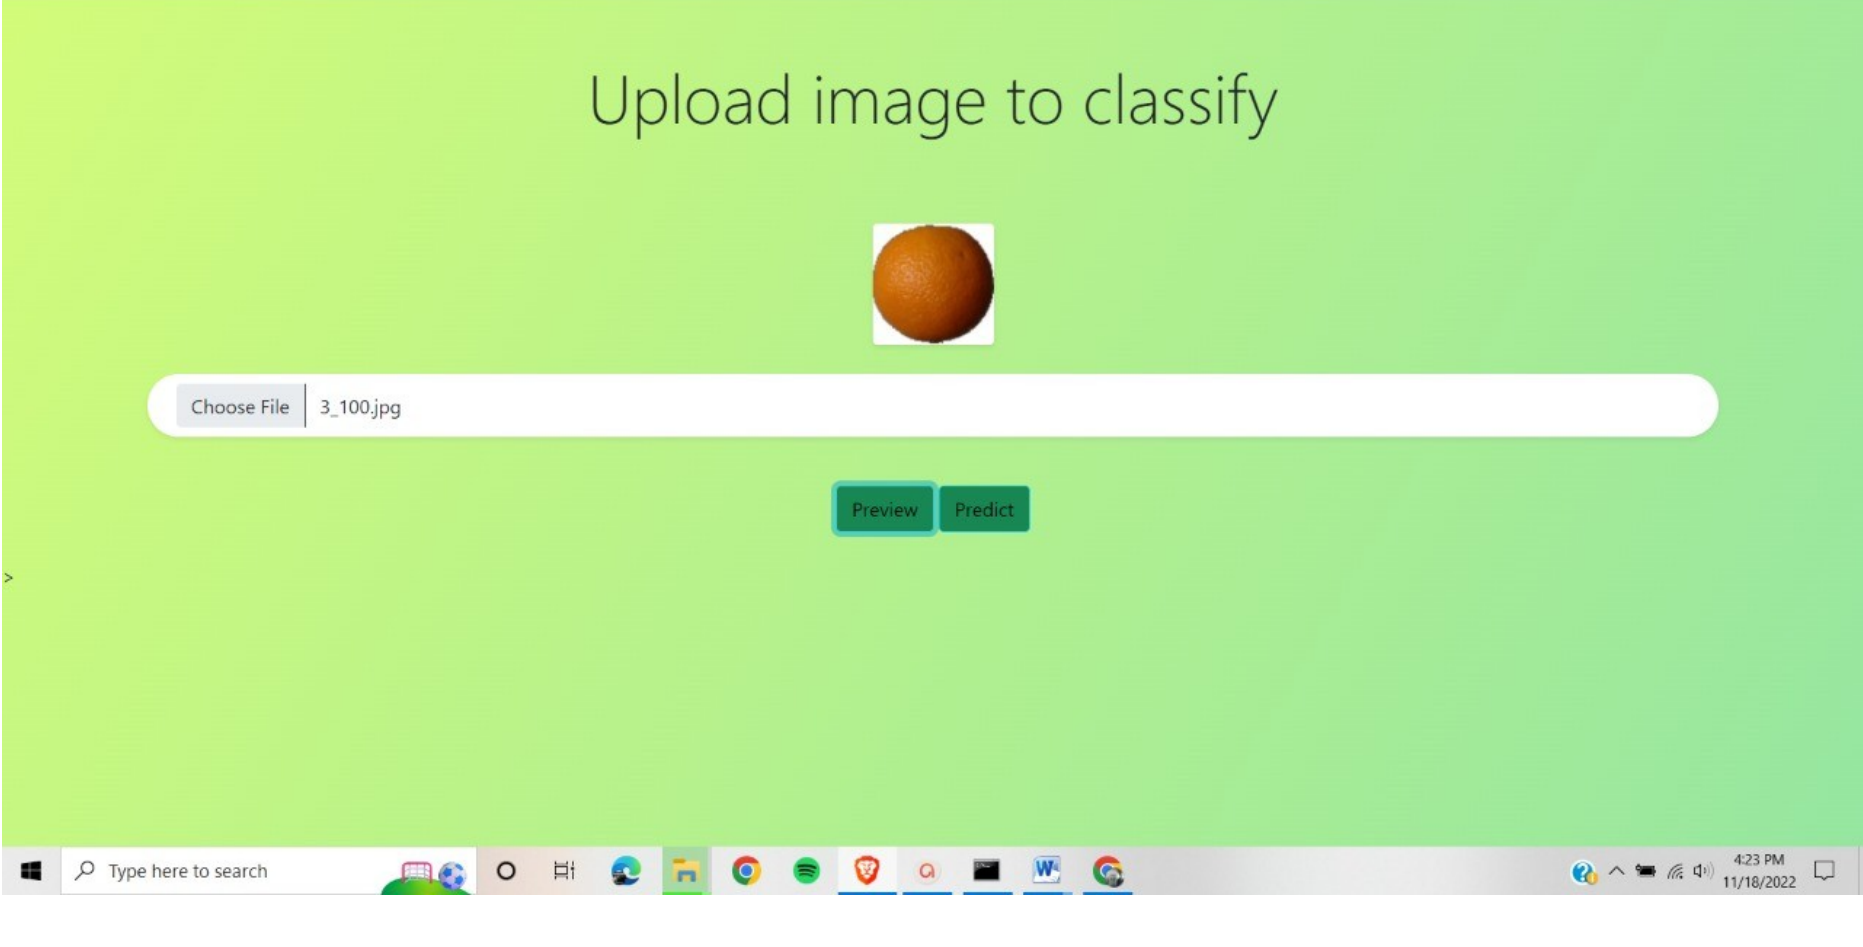 Upload image to classify
Choose File 3_100.jpg
Preview Predict
>
Type here to search
4:23 PM
11/18/2022